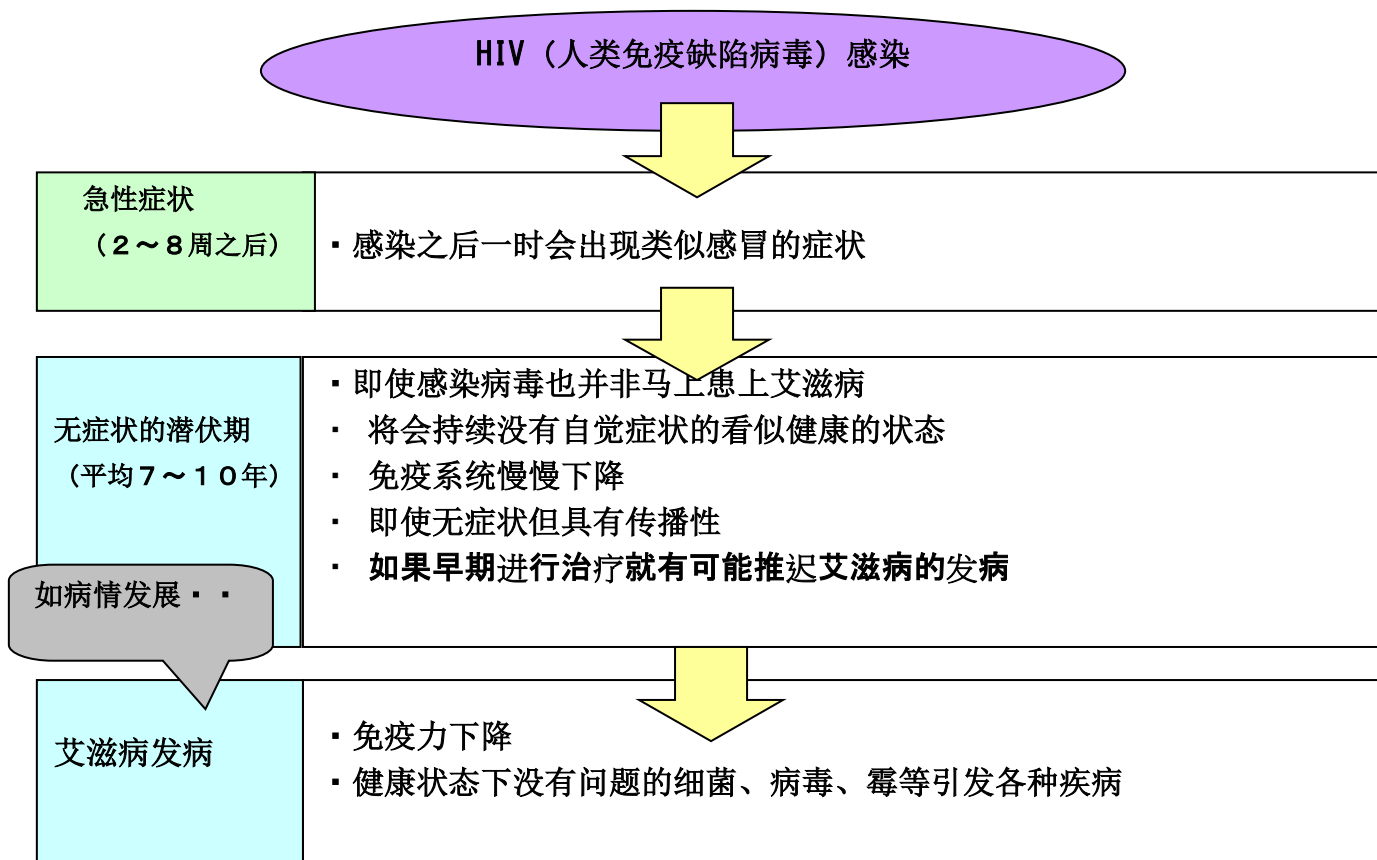 HIV（人类免疫缺陷病毒）感染
急性症状
（２～８周之后）
▪感染之后一时会出现类似感冒的症状
▪即使感染病毒也并非马上患上艾滋病
▪ 将会持续没有自觉症状的看似健康的状态
▪ 免疫系统慢慢下降
▪ 即使无症状但具有传播性
▪ 如果早期进行治疗就有可能推迟艾滋病的发病
无症状的潜伏期
（平均７～１０年）
如病情发展▪▪
艾滋病发病
▪免疫力下降
▪健康状态下没有问题的细菌、病毒、霉等引发各种疾病